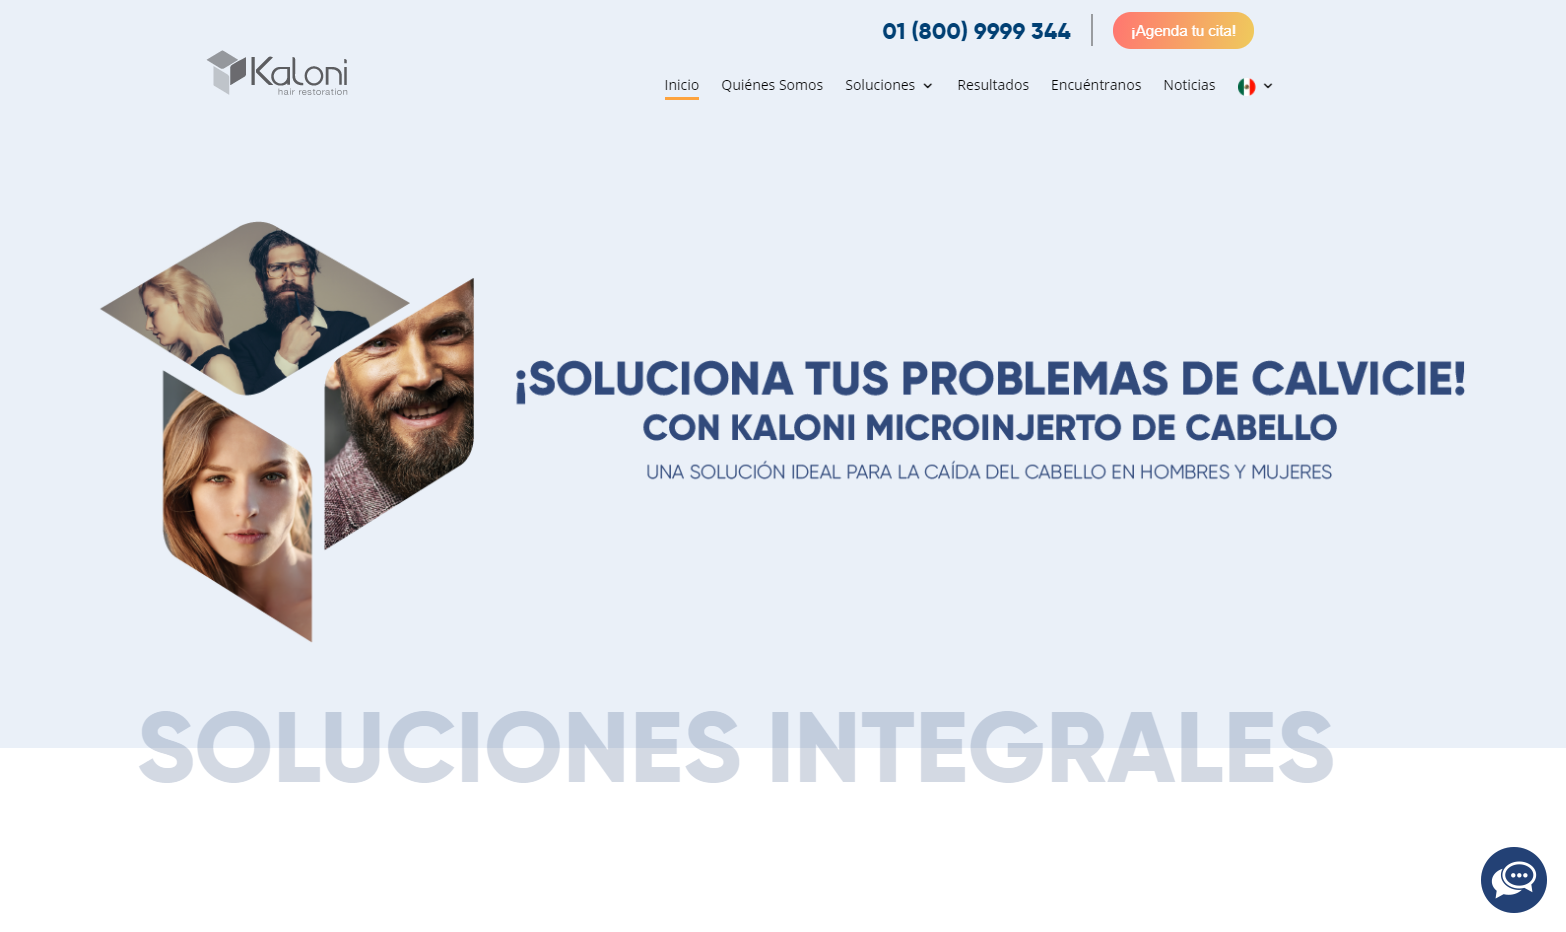 01 (800) 9999 344
¡Agenda tu cita!
Kaloni
hair restoration
Inicio
Quiénes Somos
Soluciones
Resultados
Encuéntranos
Noticias
¡SOLUCIONA TUS PROBLEMAS DE CALVICIE!
CON KALONI MICROINJERTO DE CABELLO
UNA SOLUCIÓN IDEAL PARA LA CAÍDA DEL CABELLO EN HOMBRES Y MUJERES
SOLUCIONES INTEGRALES